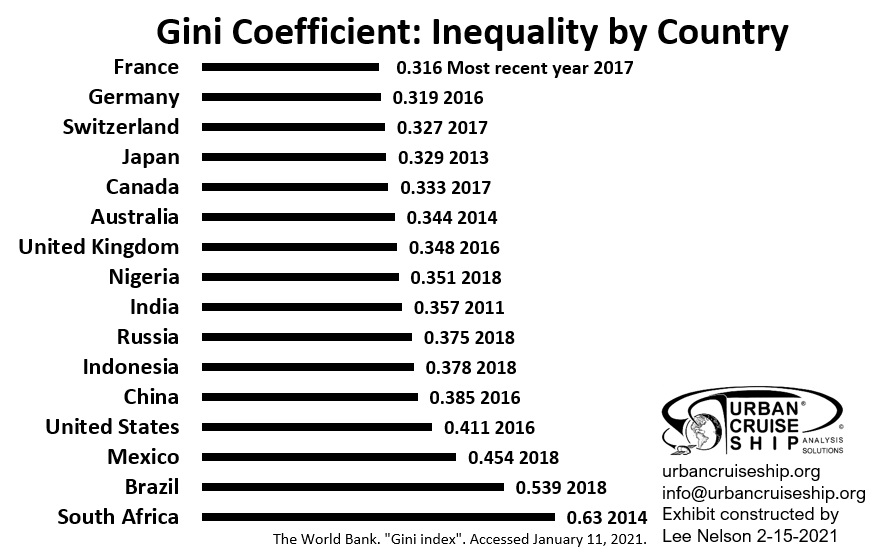 Gini Coefficient: Inequality by Country
France 0.316 Most recent year 2017
Germany 0.319 2016
Switzerland 0.327 2017
Japan 0.329 2013
Canada 0.333 2017
Australia 0.344 2014
United Kingdom 0.348 2016
Nigeria 0.351 2018
India 0.357 2011
Russia 0.375 2018
Indonesia 0.378 2018
China 0.385 2016
United States 0.411 2016
Mexico 0.454 2018
Brazil 0.539 2018
South Africa 0.63 2014
The World Bank. "Gini index". Accessed January 11, 2021.
URBAN®
CRUISE ©
SHIP ANALYSIS
SOLUTIONS
urbancruiseship.org
info@urbancruiseship.org
Exhibit constructed by
Lee Nelson 2-15-2021